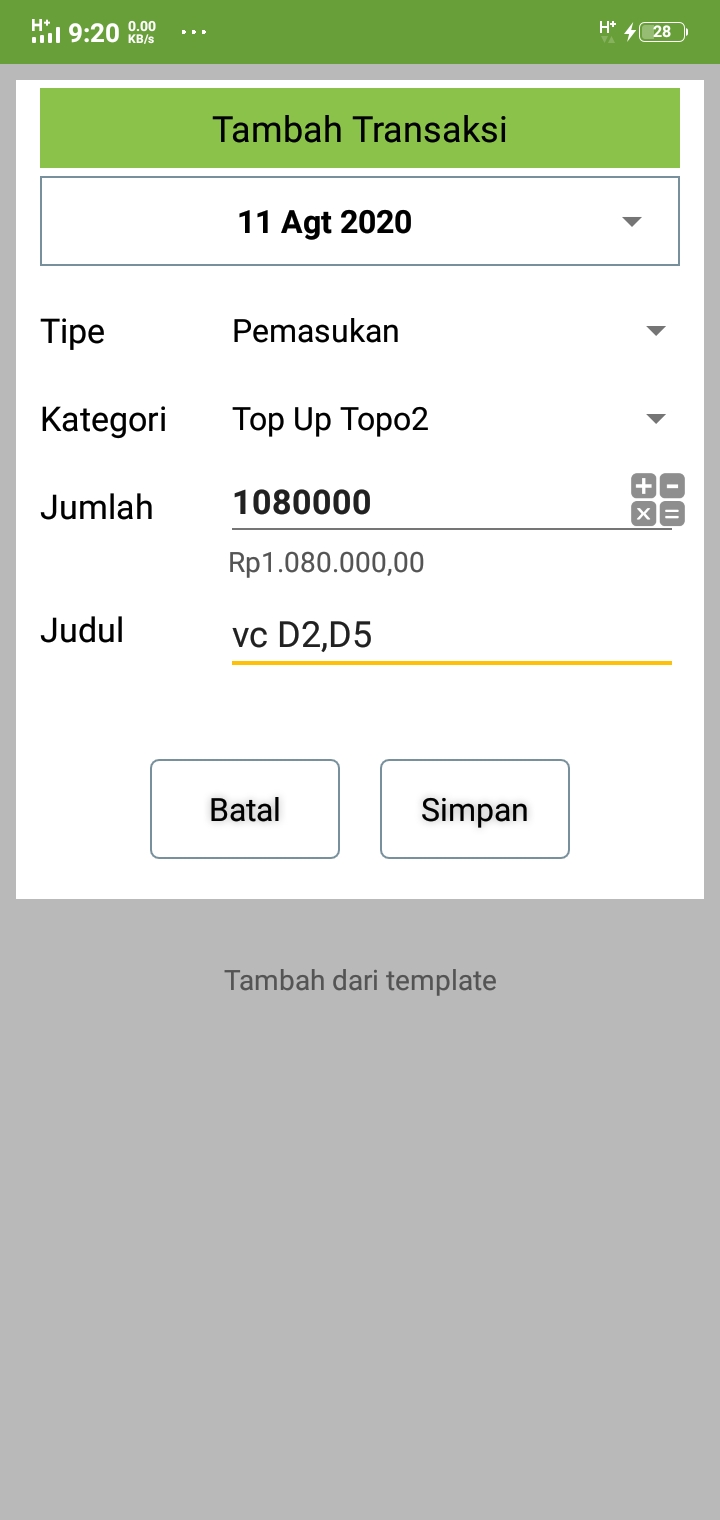 H+ 9:20 0.00 KB/s ... H+ 28
Tambah Transaksi
11 Agt 2020
Tipe Pemasukan
Kategori Top Up Topo2
Jumlah 1080000
Rp1.080.000,00
Judul vc D2,D5
Batal Simpan
Tambah dari template